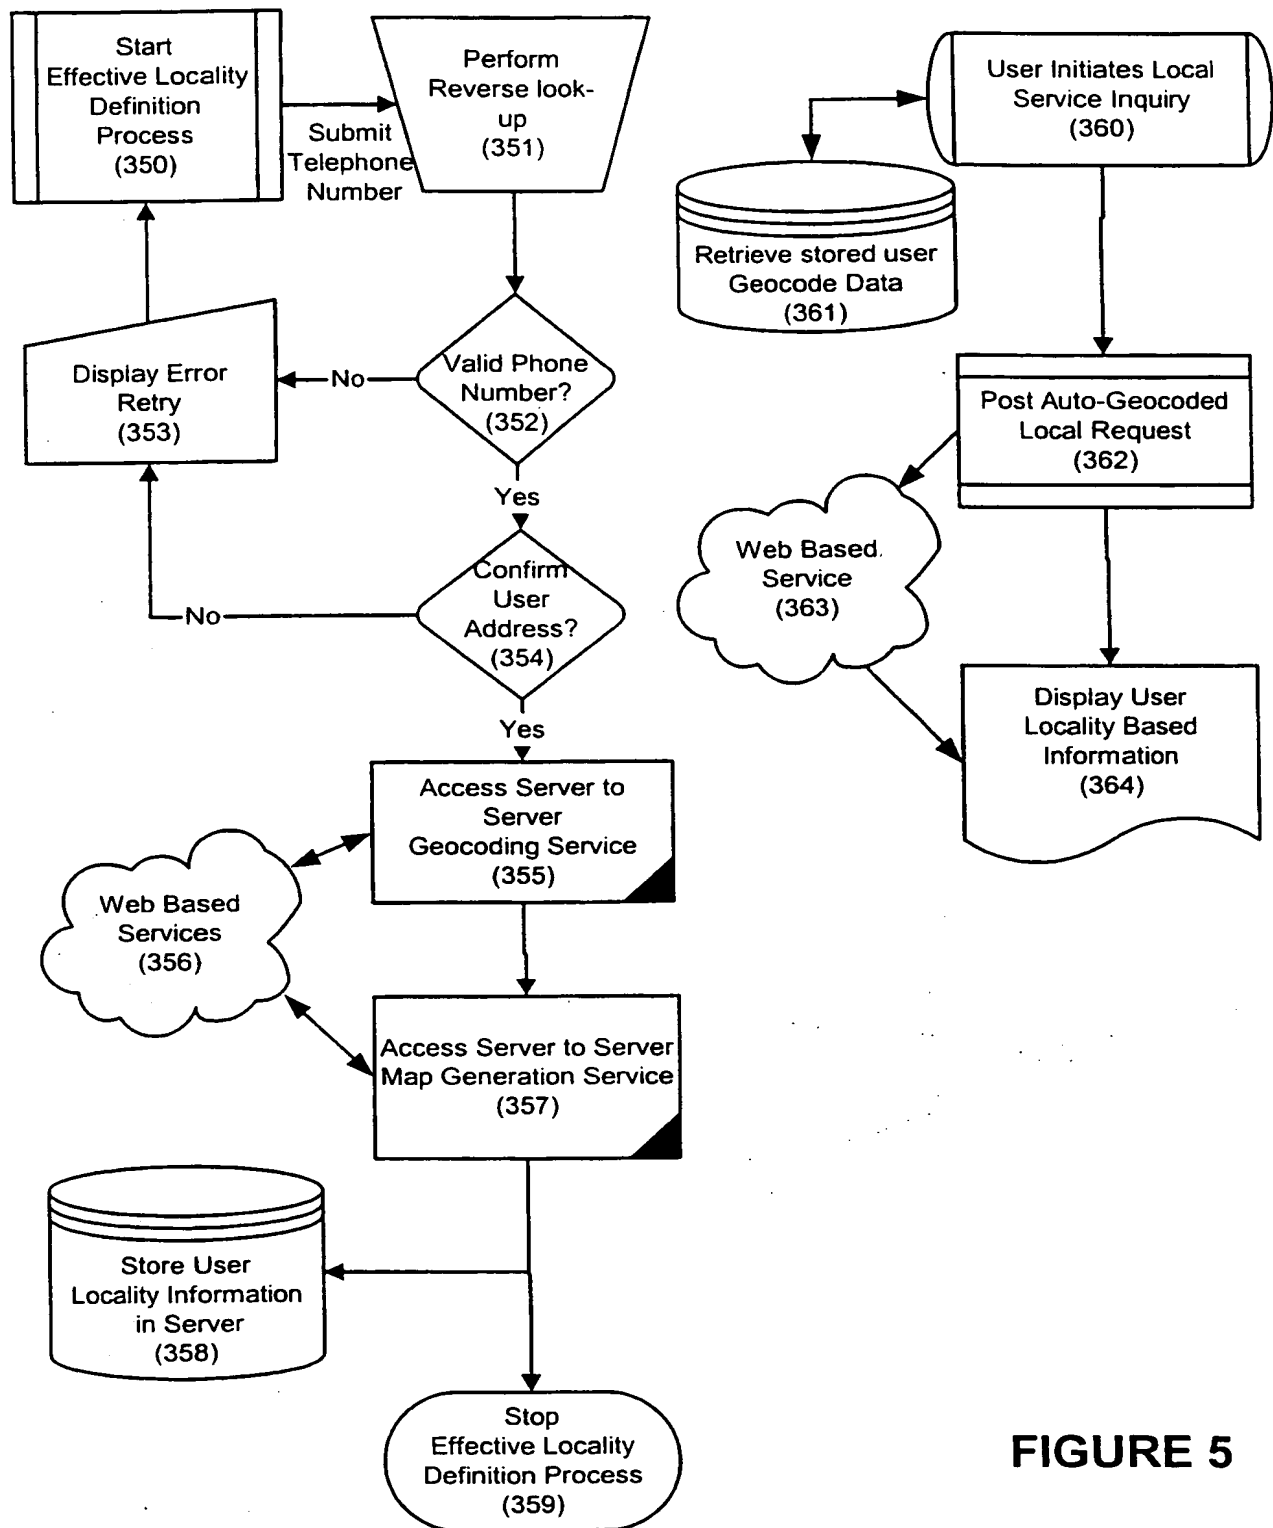 Start
Effective Locality
Definition
Process
(350)
Submit
Telephone
Number
Perform
Reverse look-
up
(351)
Valid Phone
Number?
(352)
No
Display Error
Retry
(353)
Yes
Confirm
User
Address?
(354)
No
Yes
Access Server to
Server
Geocoding Service
(355)
Web Based
Services
(356)
Access Server to Server
Map Generation Service
(357)
Store User
Locality Information
in Server
(358)
Stop
Effective Locality
Definition Process
(359)
User Initiates Local
Service Inquiry
(360)
Retrieve stored user
Geocode Data
(361)
Post Auto-Geocoded
Local Request
(362)
Web Based
Service
(363)
Display User
Locality Based
Information
(364)
FIGURE 5